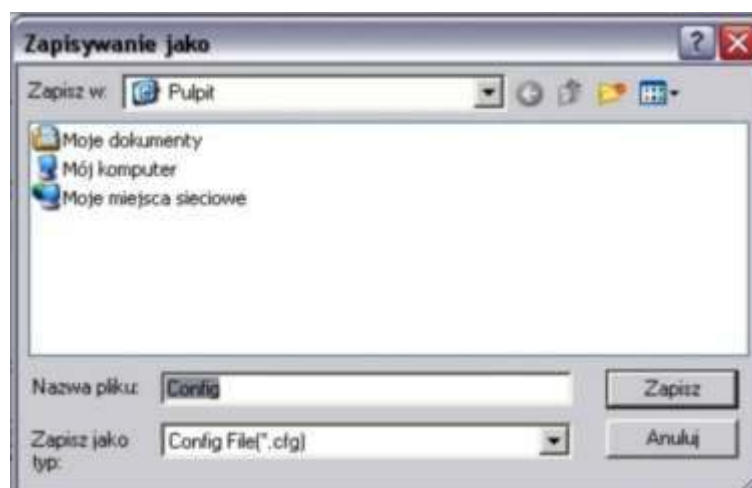 Zapisywanie jako
Zapisz w: Pulpit
Moje dokumenty
Mój komputer
Moje miejsca sieciowe
Nazwa pliku: Config
Zapisz
Zapisz jako typ: Config File(*.cfg)
Anuluj